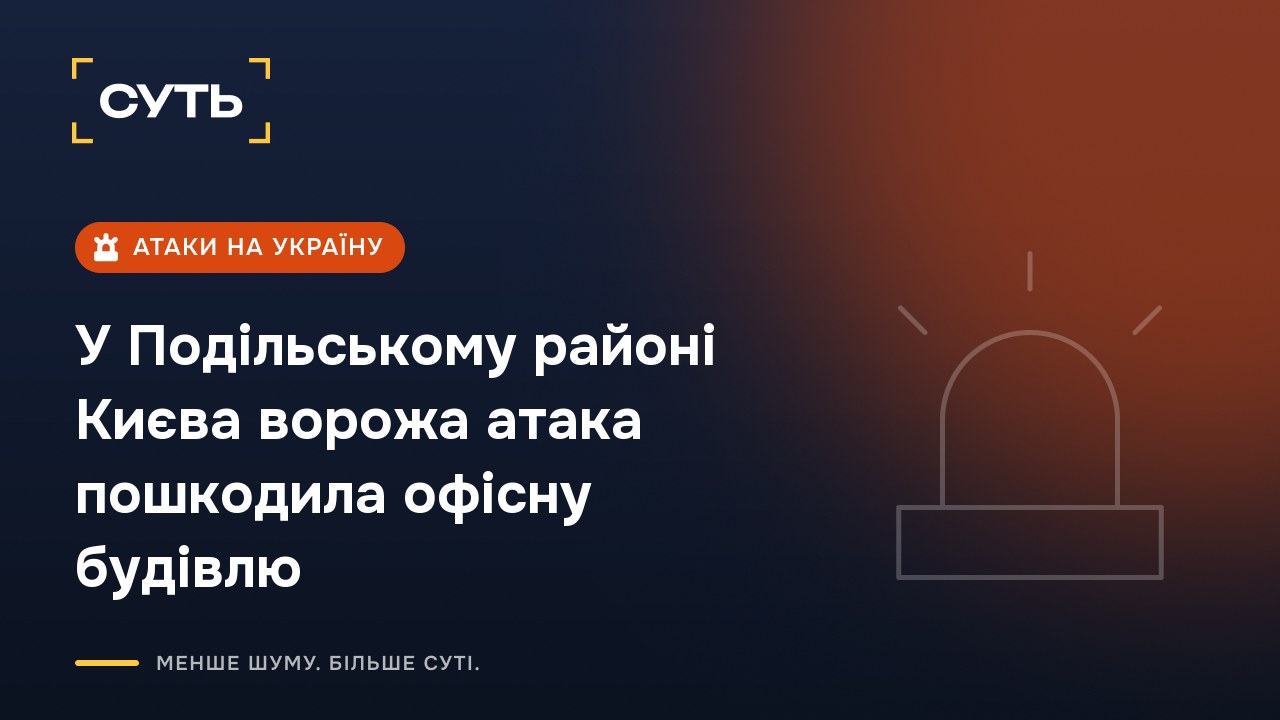 СУТЬ
АТАКИ НА УКРАЇНУ
У Подільському районі
Києва ворожа атака
пошкодила офісну
будівлю
МЕНШЕ ШУМУ. БІЛЬШЕ СУТІ.